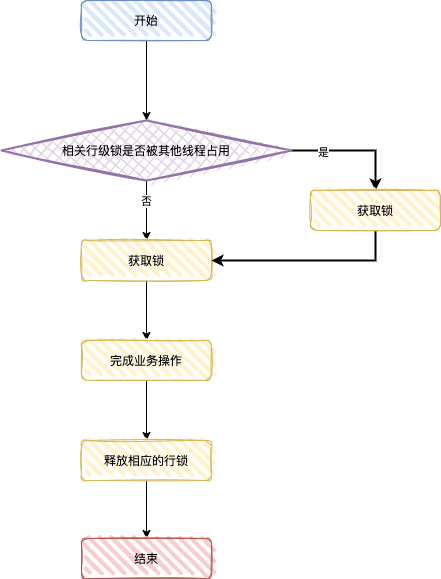 开始
相关行级锁是否被其他线程占用
是
获取锁
否
获取锁
完成业务操作
释放相应的行锁
结束